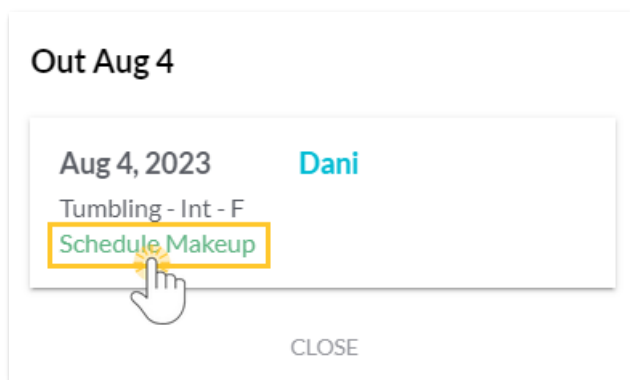 Out Aug 4
Aug 4, 2023 Dani
Tumbling - Int - F
Schedule Makeup
CLOSE